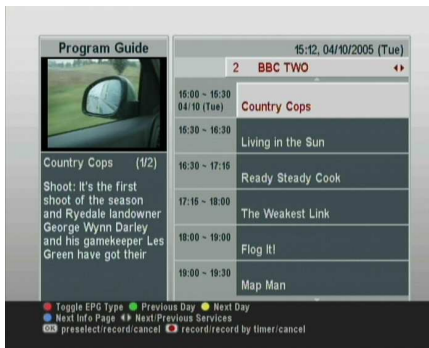 Program Guide
15:12, 04/10/2005 (Tue)
2 BBC TWO
15:00 ~ 15:30
04/10 (Tue)
Country Cops
15:30 ~ 16:30
Living in the Sun
Country Cops (1/2)
16:30 ~ 17:15
Ready Steady Cook
Shoot: It's the first
shoot of the season
and Ryedale landowner
George Wynn Darley
and his gamekeeper Les
Green have got their
17:15 ~ 18:00
The Weakest Link
18:00 ~ 19:00
Flog It!
19:00 ~ 19:30
Map Man
Toggle EPG Type Previous Day Next Day
Next Info Page Next/Previous Services
OK preselect/record/cancel record/record by timer/cancel